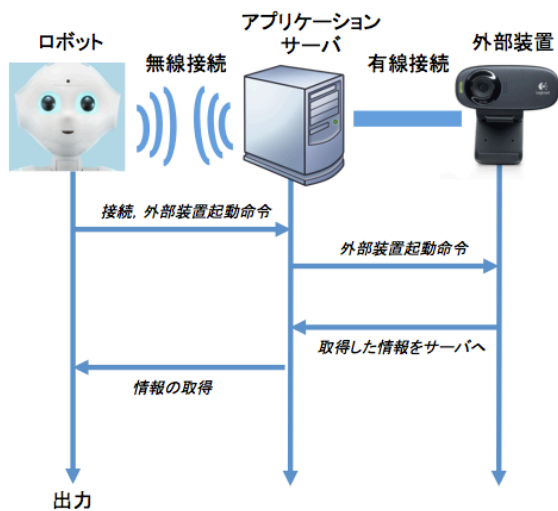 ロボット
アプリケーション
サーバ
外部装置
無線接続
有線接続
接続，外部装置起動命令
外部装置起動命令
取得した情報をサーバへ
情報の取得
出力